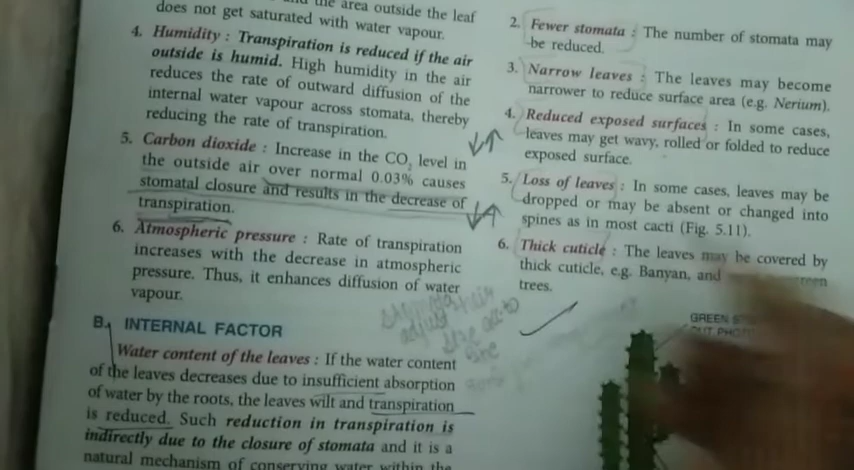 the area outside the leaf
does not get saturated with water vapour.
4. Humidity : Transpiration is reduced if the air
outside is humid. High humidity in the air
reduces the rate of outward diffusion of the
internal water vapour across stomata, thereby
reducing the rate of transpiration.
5. Carbon dioxide : Increase in the CO2 level in
the outside air over normal 0.03% causes
stomatal closure and results in the decrease of
transpiration.
6. Atmospheric pressure : Rate of transpiration
increases with the decrease in atmospheric
pressure. Thus, it enhances diffusion of water
vapour.
B. INTERNAL FACTOR
Water content of the leaves : If the water content
of the leaves decreases due to insufficient absorption
of water by the roots, the leaves wilt and transpiration
is reduced. Such reduction in transpiration is
indirectly due to the closure of stomata and it is a
natural mechanism of conserving water within the
adjust
2. Fewer stomata : The number of stomata may
be reduced.
3. Narrow leaves : The leaves may become
narrower to reduce surface area (e.g. Nerium).
4. Reduced exposed surfaces : In some cases,
leaves may get wavy, rolled or folded to reduce
exposed surface.
5. Loss of leaves : In some cases, leaves may be
dropped or may be absent or changed into
spines as in most cacti (Fig. 5.11).
6. Thick cuticle : The leaves may be covered by
thick cuticle, e.g. Banyan, and
trees.
GREEN